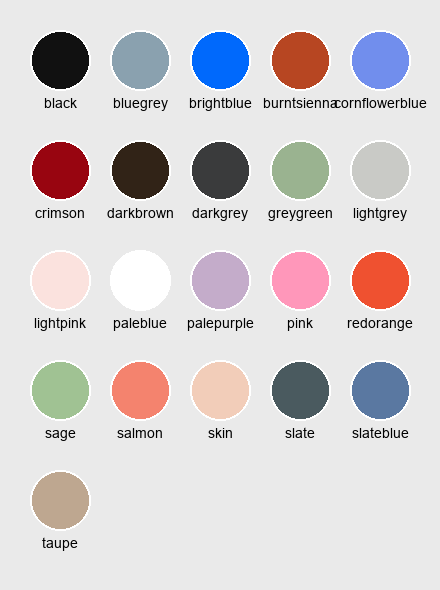 black bluegrey brightblue burntsienna cornflowerblue
crimson darkbrown darkgrey greygreen lightgrey
lightpink paleblue palepurple pink redorange
sage salmon skin slate slateblue
taupe